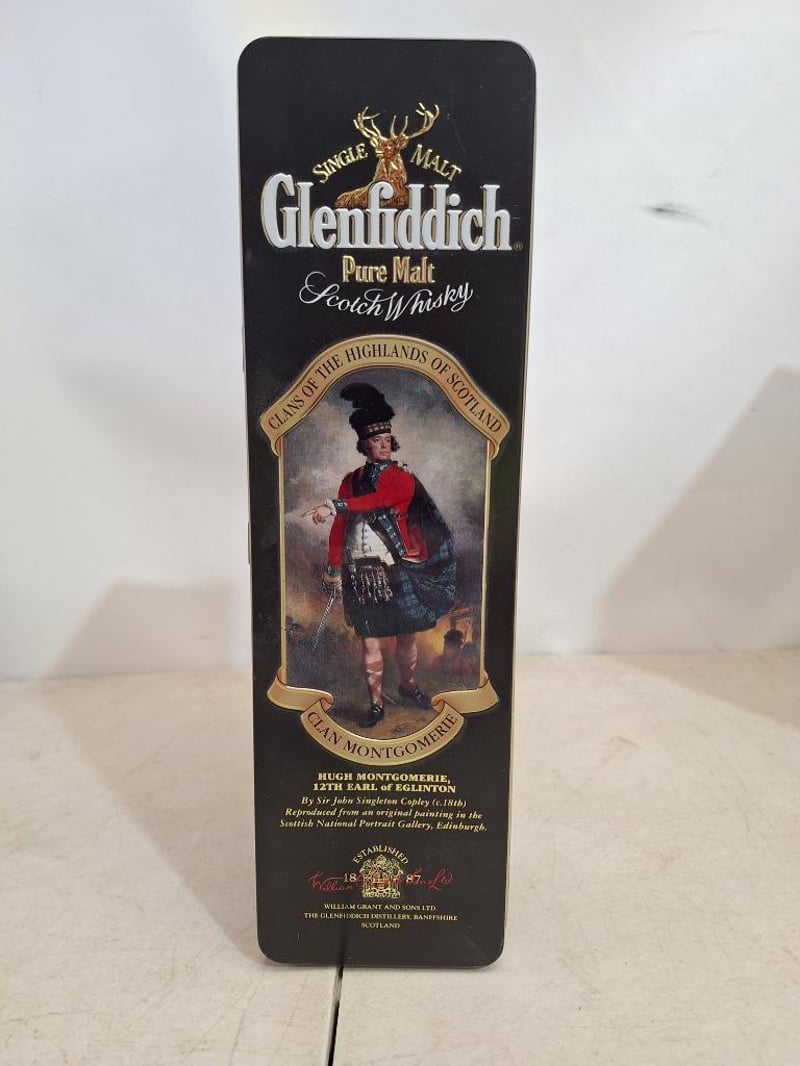 SINGLE MALT
Glenfiddich®
Pure Malt
Scotch Whisky
CLANS OF THE HIGHLANDS OF SCOTLAND
CLAN MONTGOMERIE
HUGH MONTGOMERIE,
12TH EARL of EGLINTON
By Sir John Singleton Copley (c.18th)
Reproduced from an original painting in the
Scottish National Portrait Gallery, Edinburgh.
ESTABLISHED
18 87
William
WILLIAM GRANT AND SONS LTD.
THE GLENFIDDICH DISTILLERY, BANFFSHIRE
SCOTLAND